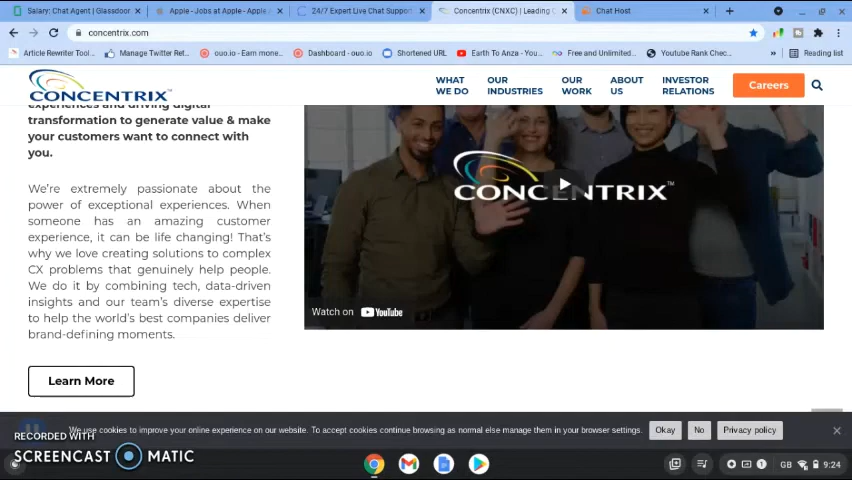 Salary: Chat Agent | Glassdoor
Apple - Jobs at Apple - Apple
24/7 Expert Live Chat Support
Concentrix (CNXC) | Leading C
Chat Host
concentrix.com
Article Rewriter Tool...
Manage Twitter Ret...
ouo.io - Earn mone...
Dashboard - ouo.io
Shortened URL
Earth To Anza - You...
Free and Unlimited...
Youtube Rank Chec...
»
Reading list
CONCENTRIX™
WHAT WE DO
OUR INDUSTRIES
OUR WORK
ABOUT US
INVESTOR RELATIONS
Careers
experiences and driving digital
transformation to generate value & make
your customers want to connect with
you.
We're extremely passionate about the
power of exceptional experiences. When
someone has an amazing customer
experience, it can be life changing! That's
why we love creating solutions to complex
CX problems that genuinely help people.
We do it by combining tech, data-driven
insights and our team's diverse expertise
to help the world's best companies deliver
brand-defining moments.
CONCENTRIX™
Watch on YouTube
Learn More
We use cookies to improve your online experience on our website. To accept cookies continue browsing as normal else manage them in your browser settings.
Okay
No
Privacy policy
RECORDED WITH
SCREENCAST MATIC
GB
9:24